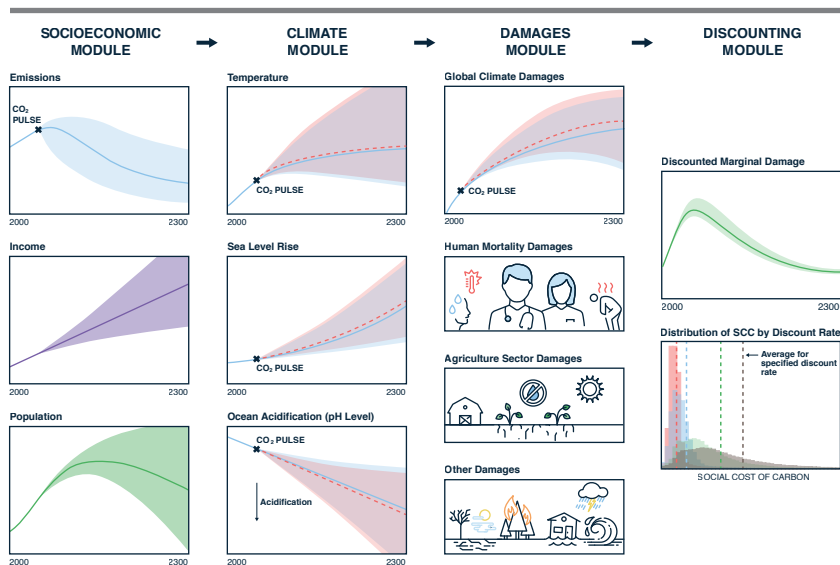 SOCIOECONOMIC
MODULE
CLIMATE
MODULE
DAMAGES
MODULE
DISCOUNTING
MODULE
Emissions
CO₂
PULSE
2000
2300
Income
2000
2300
Population
2000
2300
Temperature
CO₂ PULSE
2000
2300
Sea Level Rise
CO₂ PULSE
2000
2300
Ocean Acidification (pH Level)
CO₂ PULSE
Acidification
2000
2300
Global Climate Damages
CO₂ PULSE
2000
2300
Human Mortality Damages
Agriculture Sector Damages
Other Damages
Discounted Marginal Damage
2000
2300
Distribution of SCC by Discount Rate
Average for
specified discount
rate
SOCIAL COST OF CARBON